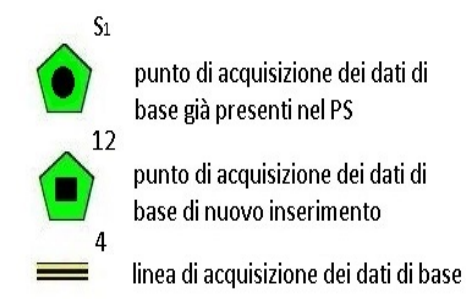 S1
punto di acquisizione dei dati di
base già presenti nel PS
12
punto di acquisizione dei dati di
base di nuovo inserimento
4
linea di acquisizione dei dati di base